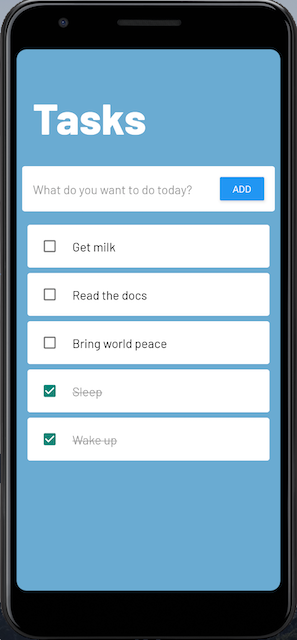 Tasks
What do you want to do today? ADD
Get milk
Read the docs
Bring world peace
Sleep
Wake up